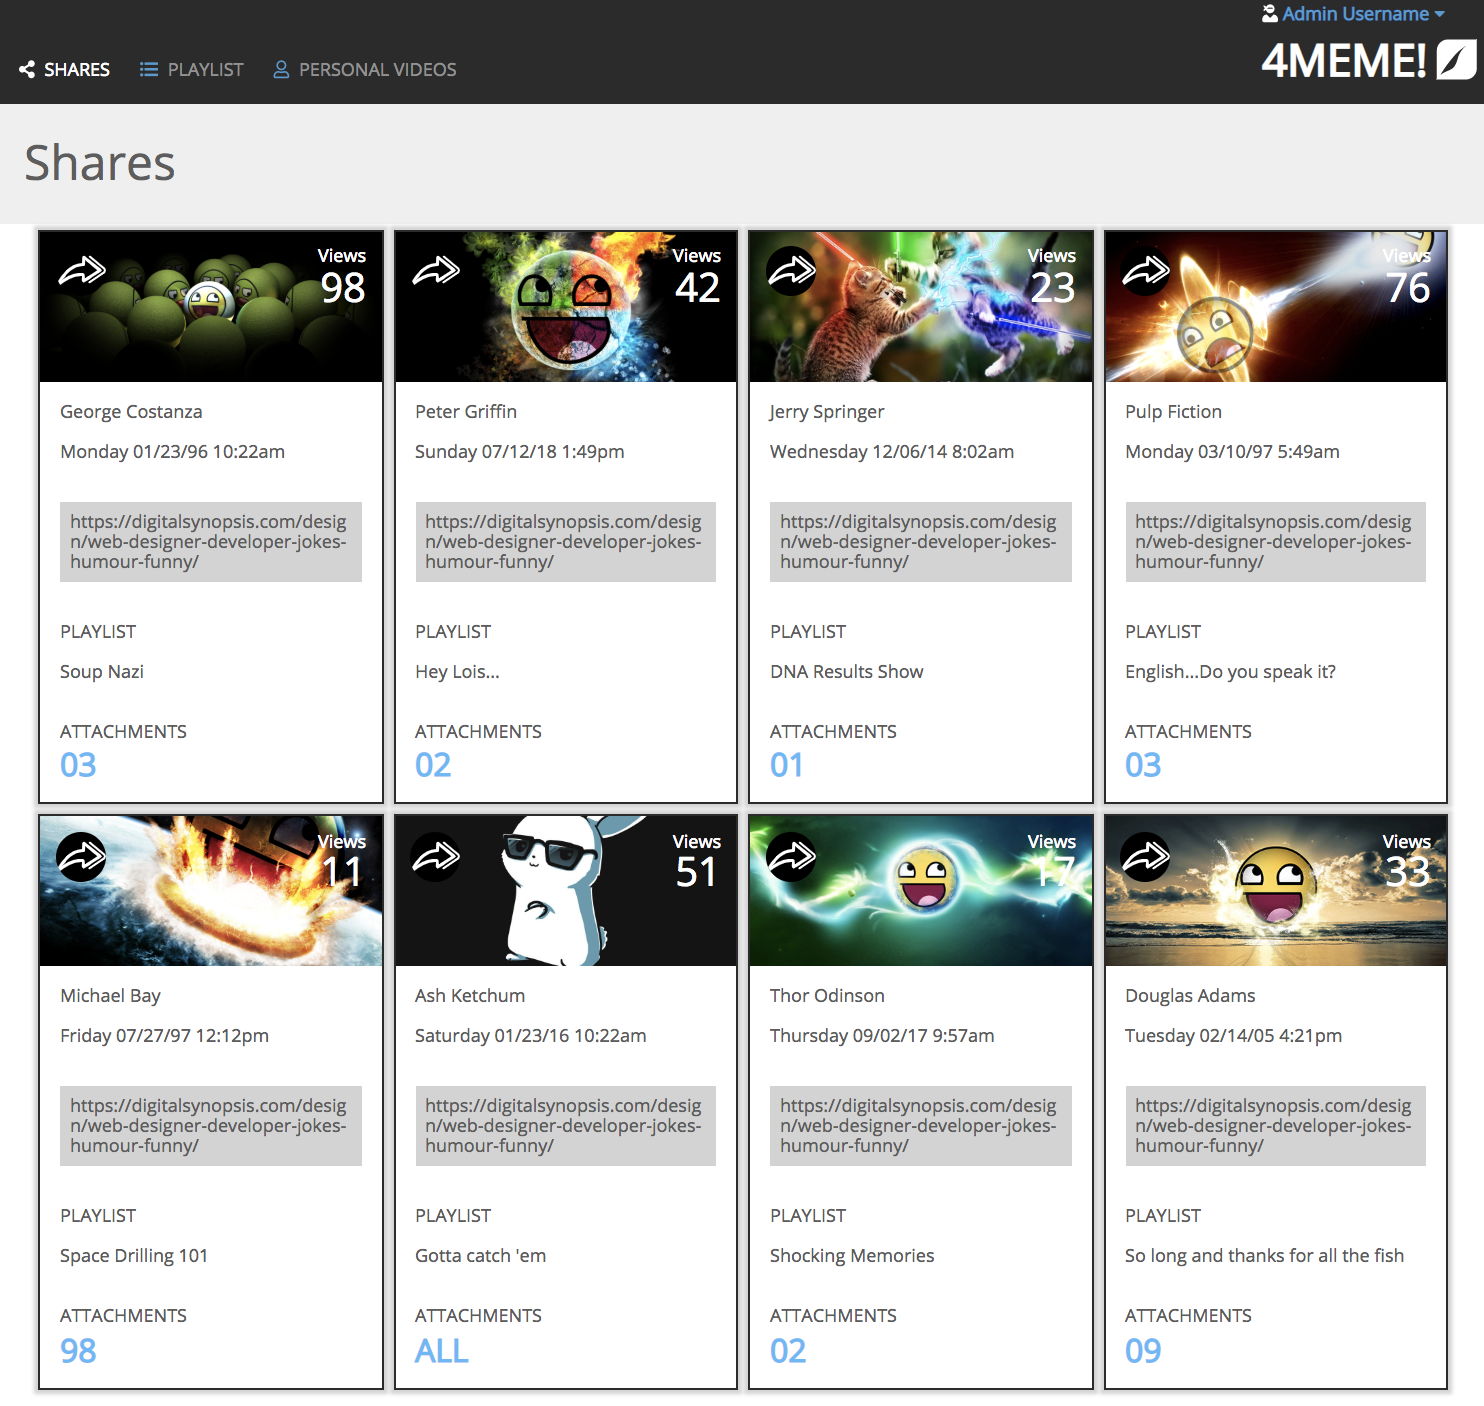 Admin Username
SHARES PLAYLIST PERSONAL VIDEOS
4MEME!
Shares
Views
98
George Costanza
Monday 01/23/96 10:22am
https://digitalsynopsis.com/desig
n/web-designer-developer-jokes-
humour-funny/
PLAYLIST
Soup Nazi
ATTACHMENTS
03
Views
42
Peter Griffin
Sunday 07/12/18 1:49pm
https://digitalsynopsis.com/desig
n/web-designer-developer-jokes-
humour-funny/
PLAYLIST
Hey Lois...
ATTACHMENTS
02
Views
23
Jerry Springer
Wednesday 12/06/14 8:02am
https://digitalsynopsis.com/desig
n/web-designer-developer-jokes-
humour-funny/
PLAYLIST
DNA Results Show
ATTACHMENTS
01
Views
76
Pulp Fiction
Monday 03/10/97 5:49am
https://digitalsynopsis.com/desig
n/web-designer-developer-jokes-
humour-funny/
PLAYLIST
English...Do you speak it?
ATTACHMENTS
03
Views
11
Michael Bay
Friday 07/27/97 12:12pm
https://digitalsynopsis.com/desig
n/web-designer-developer-jokes-
humour-funny/
PLAYLIST
Space Drilling 101
ATTACHMENTS
98
Views
51
Ash Ketchum
Saturday 01/23/16 10:22am
https://digitalsynopsis.com/desig
n/web-designer-developer-jokes-
humour-funny/
PLAYLIST
Gotta catch 'em
ATTACHMENTS
ALL
Views
17
Thor Odinson
Thursday 09/02/17 9:57am
https://digitalsynopsis.com/desig
n/web-designer-developer-jokes-
humour-funny/
PLAYLIST
Shocking Memories
ATTACHMENTS
02
Views
33
Douglas Adams
Tuesday 02/14/05 4:21pm
https://digitalsynopsis.com/desig
n/web-designer-developer-jokes-
humour-funny/
PLAYLIST
So long and thanks for all the fish
ATTACHMENTS
09